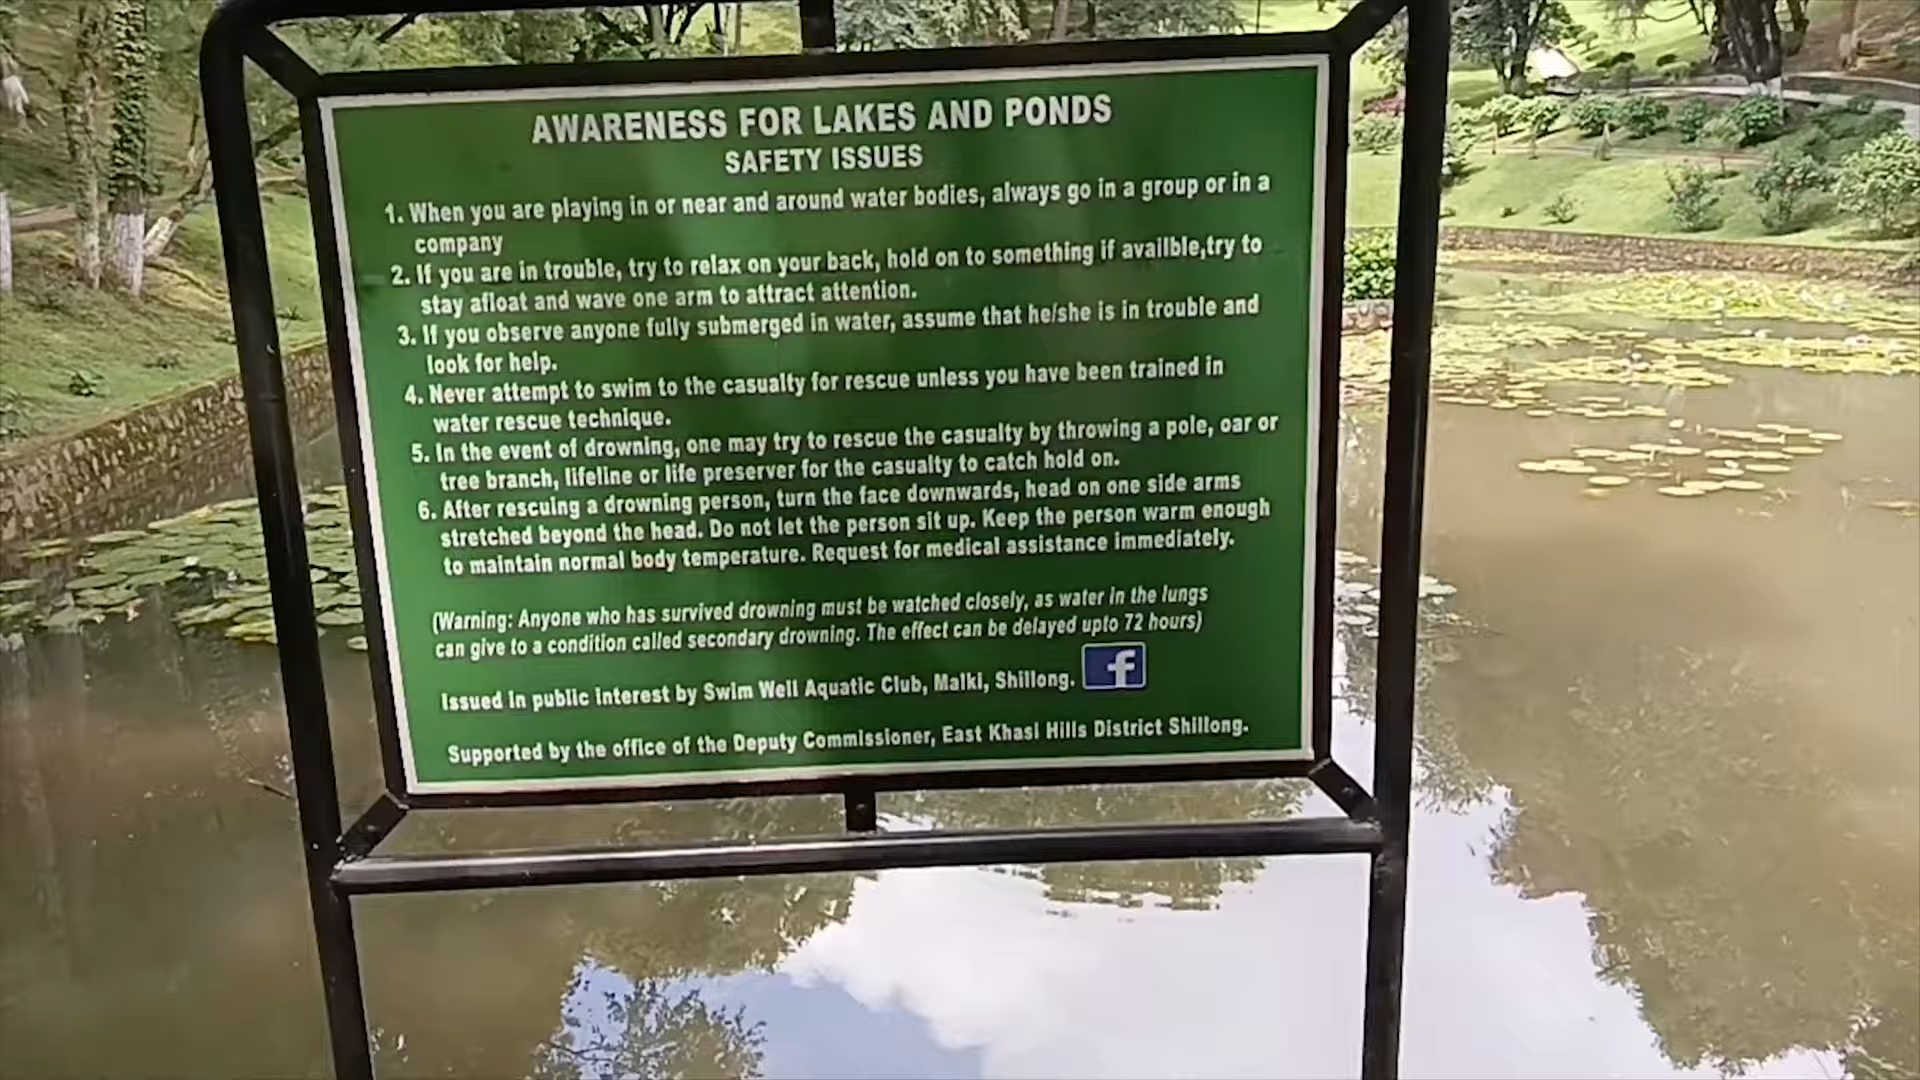 AWARENESS FOR LAKES AND PONDS
SAFETY ISSUES
1. When you are playing in or near and around water bodies, always go in a group or in a
company
2. If you are in trouble, try to relax on your back, hold on to something if availble,try to
stay afloat and wave one arm to attract attention.
3. If you observe anyone fully submerged in water, assume that he/she is in trouble and
look for help.
4. Never attempt to swim to the casualty for rescue unless you have been trained in
water rescue technique.
5. In the event of drowning, one may try to rescue the casualty by throwing a pole, oar or
tree branch, lifeline or life preserver for the casualty to catch hold on.
6. After rescuing a drowning person, turn the face downwards, head on one side arms
stretched beyond the head. Do not let the person sit up. Keep the person warm enough
to maintain normal body temperature. Request for medical assistance immediately.
(Warning: Anyone who has survived drowning must be watched closely, as water in the lungs
can give to a condition called secondary drowning. The effect can be delayed upto 72 hours)
Issued in public interest by Swim Well Aquatic Club, Malki, Shillong. f
Supported by the office of the Deputy Commissioner, East Khasi Hills District Shillong.